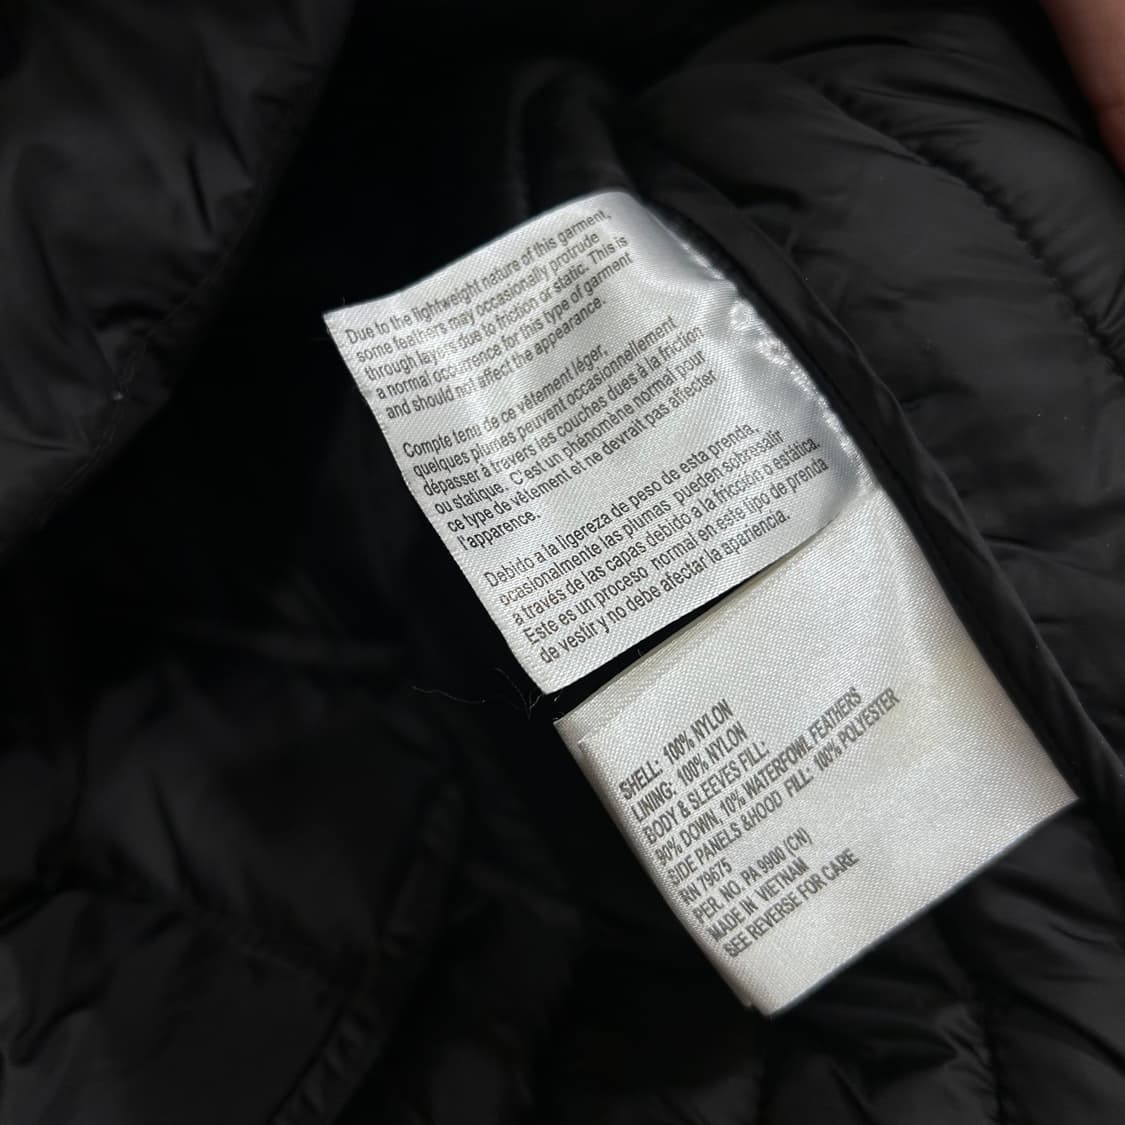 Due to the lightweight nature of this garment,
some feathers may occasionally protrude
through layers due to friction or static. This is
a normal occurrence for this type of garment
and should not affect the appearance.
Compte tenu de ce vêtement léger,
quelques plumes peuvent occasionnellement
dépasser à travers les couches dues à la friction
ou statique. C'est un phénomène normal pour
ce type de vêtement et ne devrait pas affecter
l'apparence.
Debido a la ligereza de peso de esta prenda,
ocasionalmente las plumas pueden sobresalir
a través de las capas debido a la fricción o estática.
Este es un proceso normal en este tipo de prenda
de vestir y no debe afectar la apariencia.
SHELL: 100% NYLON
LINING: 100% NYLON
BODY & SLEEVES FILL:
90% DOWN, 10% WATERFOWL FEATHERS
SIDE PANELS &HOOD FILL: 100% POLYESTER
RN 79675
PER. NO. PA 9900 (CN)
MADE IN VIETNAM
SEE REVERSE FOR CARE